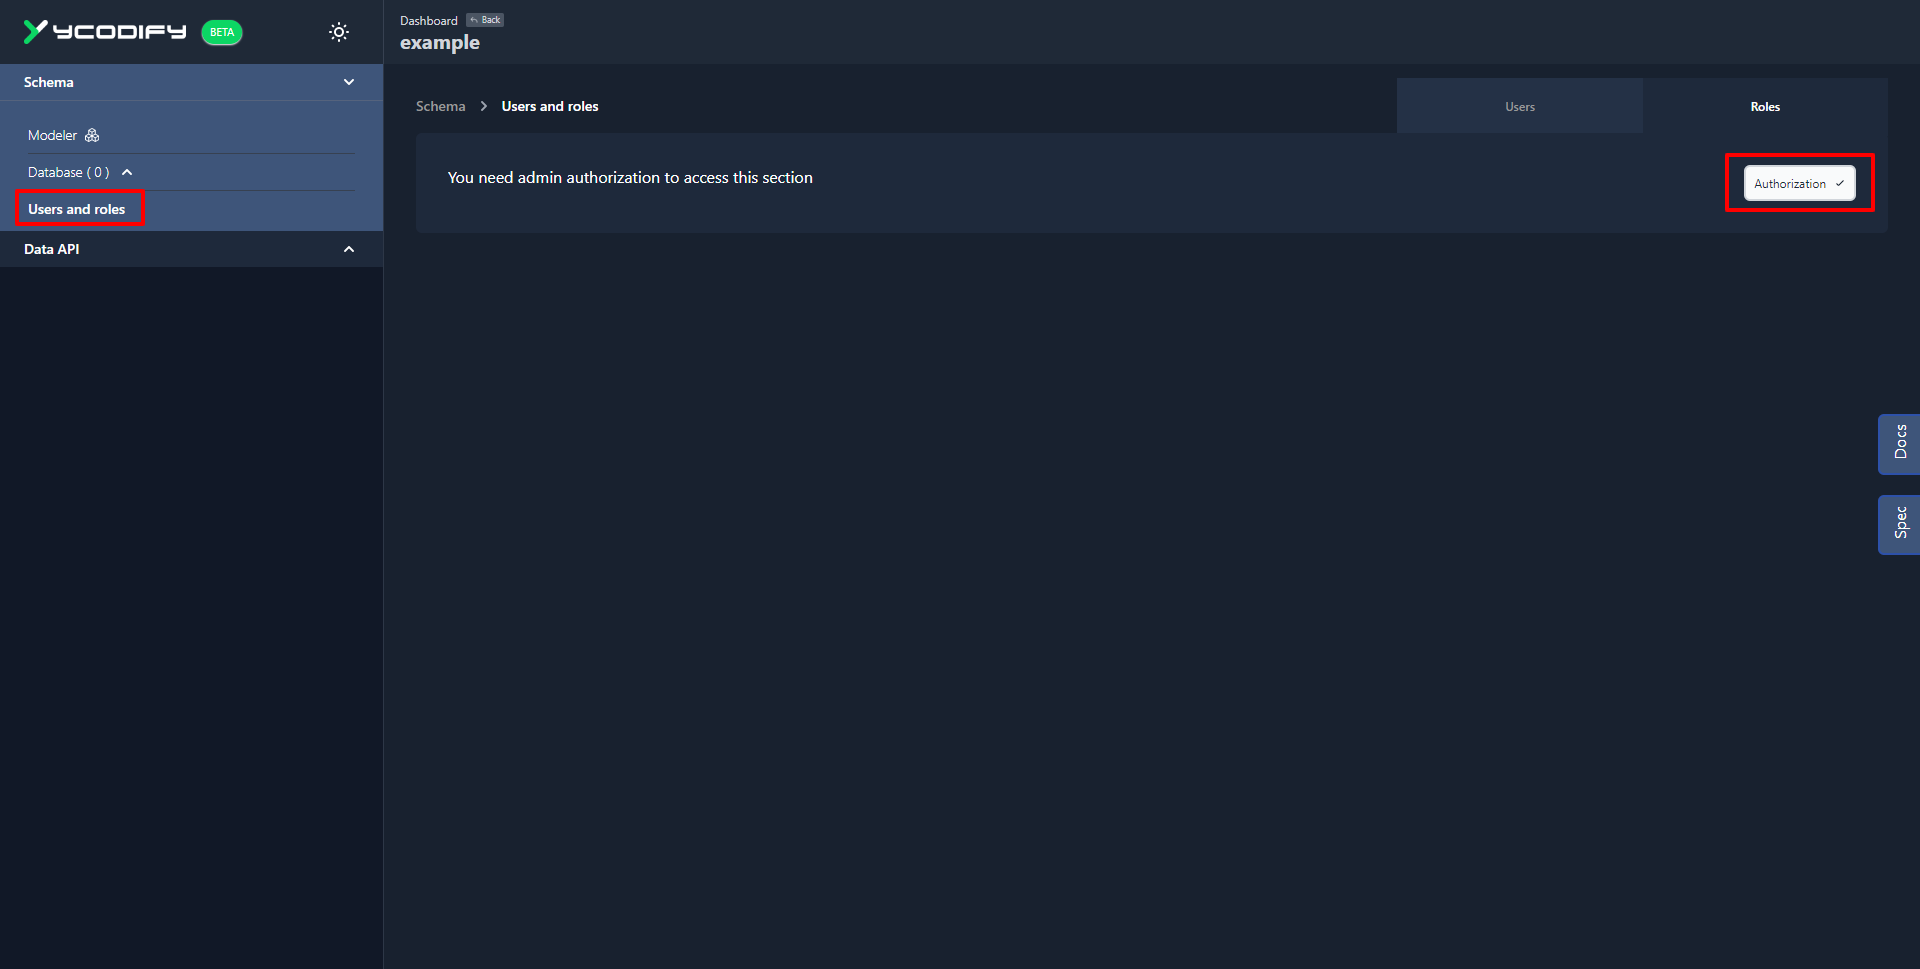 YCODIFY BETA
Schema
Modeler
Database ( 0 )
Users and roles
Data API
Dashboard Back
example
Schema > Users and roles
Users Roles
You need admin authorization to access this section
Authorization ✓
Docs
Spec